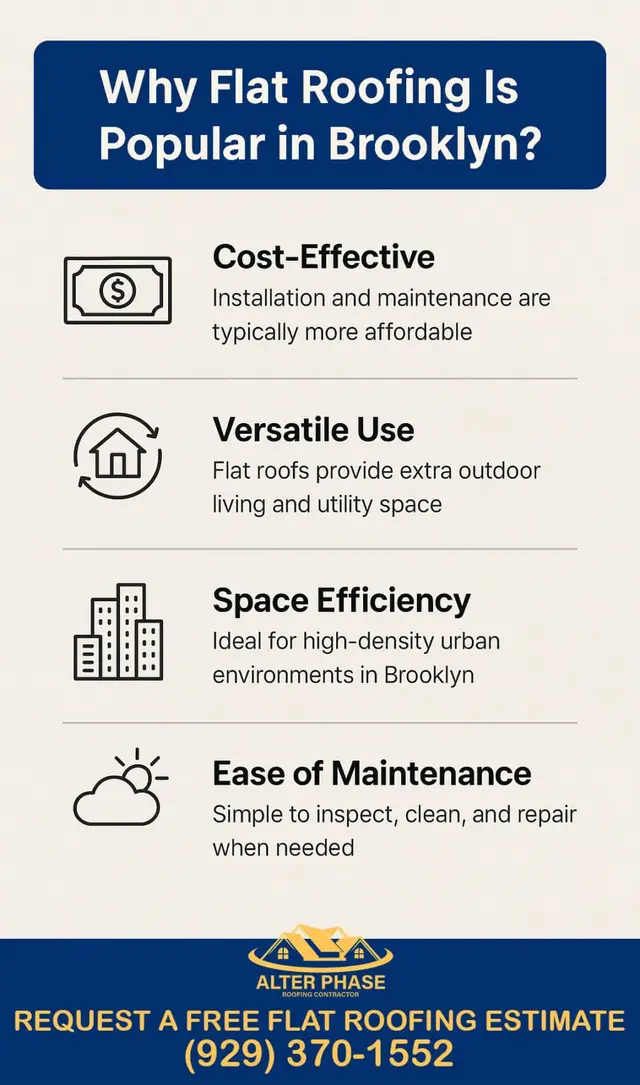 Why Flat Roofing Is
Popular in Brooklyn?
$
Cost-Effective
Installation and maintenance are
typically more affordable
Versatile Use
Flat roofs provide extra outdoor
living and utility space
Space Efficiency
Ideal for high-density urban
environments in Brooklyn
Ease of Maintenance
Simple to inspect, clean, and repair
when needed
ALTER PHASE
ROOFING CONTRACTOR
REQUEST A FREE FLAT ROOFING ESTIMATE
(929) 370-1552